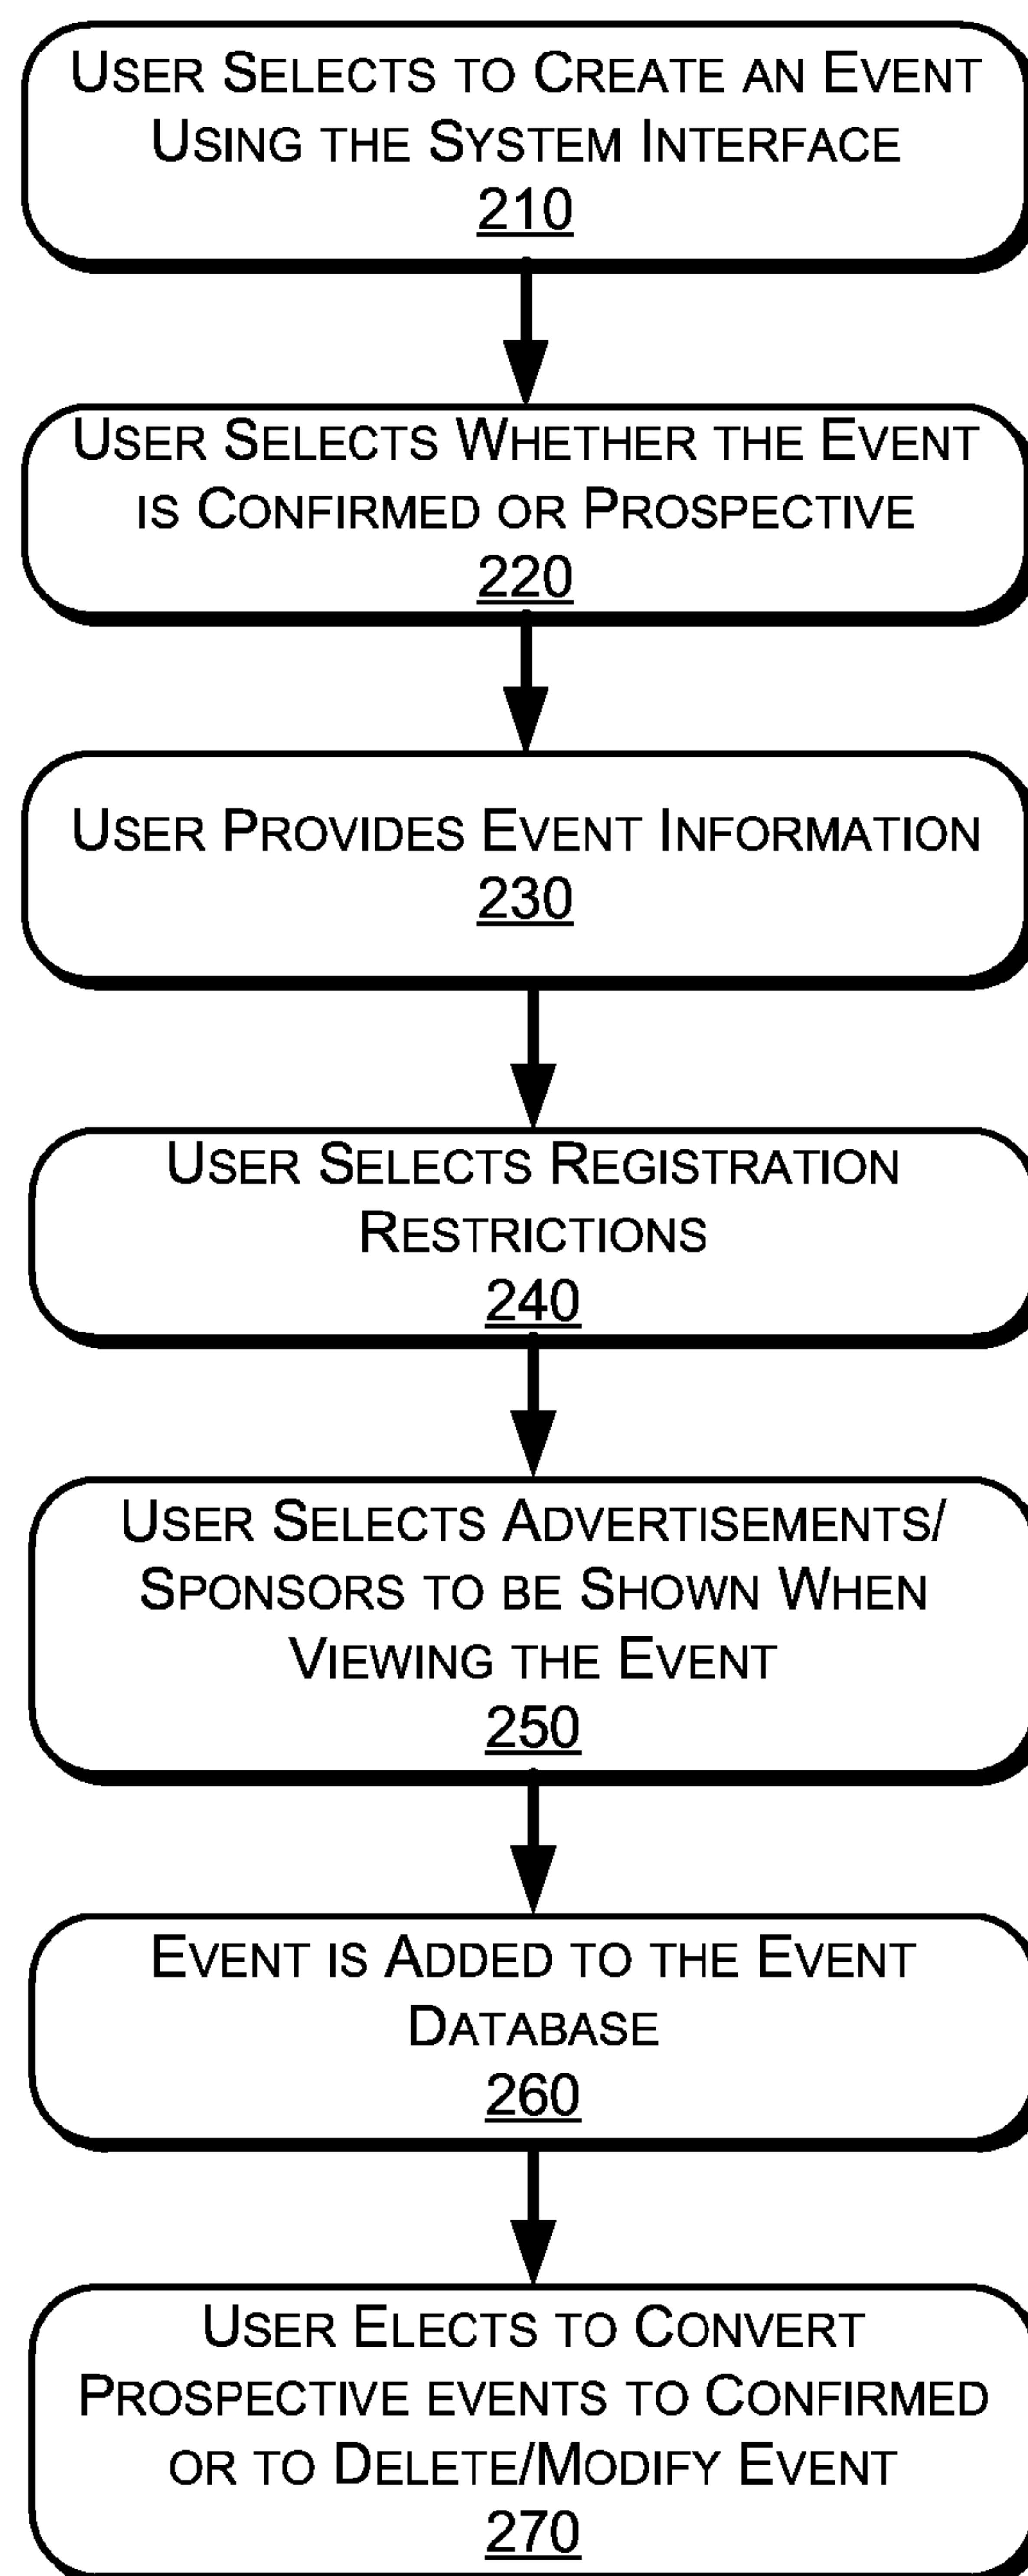 User Selects to Create an Event
Using the System Interface
210
User Selects Whether the Event
is Confirmed or Prospective
220
User Provides Event Information
230
User Selects Registration
Restrictions
240
User Selects Advertisements/
Sponsors to be Shown When
Viewing the Event
250
Event is Added to the Event
Database
260
User Elects to Convert
Prospective events to Confirmed
or to Delete/Modify Event
270